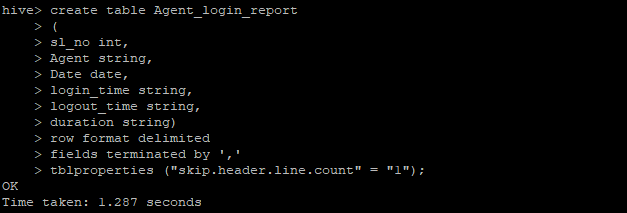 hive> create table Agent_login_report
    > (
    > sl_no int,
    > Agent string,
    > Date date,
    > login_time string,
    > logout_time string,
    > duration string)
    > row format delimited
    > fields terminated by ','
    > tblproperties ("skip.header.line.count" = "1");
OK
Time taken: 1.287 seconds